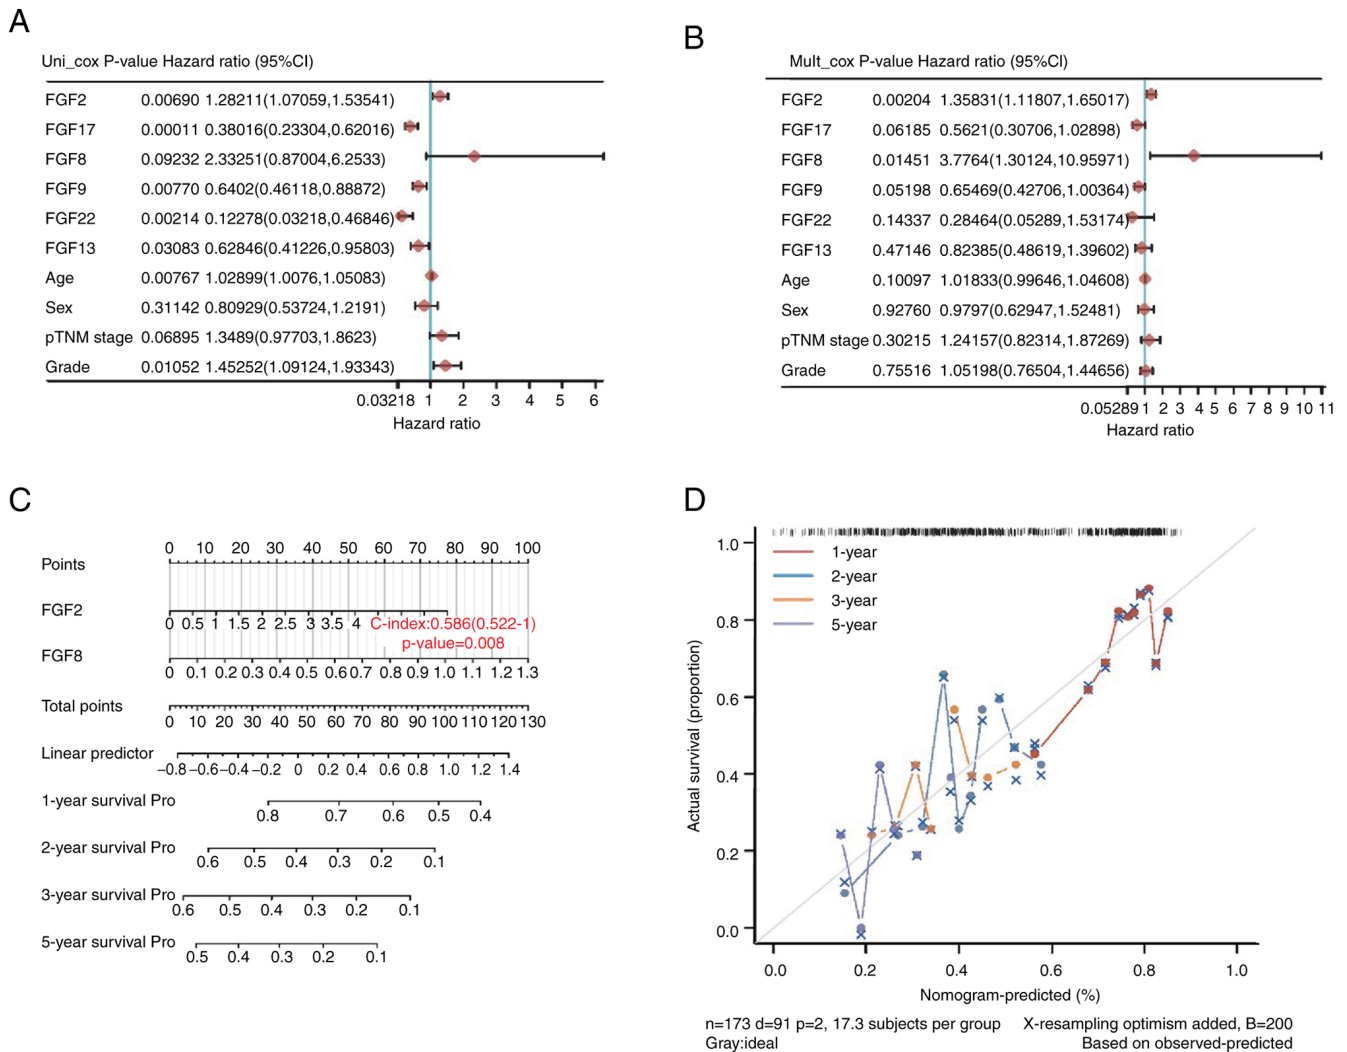 A
Uni_cox P-value Hazard ratio (95%CI)
FGF2 0.00690 1.28211(1.07059,1.53541)
FGF17 0.00011 0.38016(0.23304,0.62016)
FGF8 0.09232 2.33251(0.87004,6.2533)
FGF9 0.00770 0.6402(0.46118,0.88872)
FGF22 0.00214 0.12278(0.03218,0.46846)
FGF13 0.03083 0.62846(0.41226,0.95803)
Age 0.00767 1.02899(1.0076,1.05083)
Sex 0.31142 0.80929(0.53724,1.2191)
pTNM stage 0.06895 1.3489(0.97703,1.8623)
Grade 0.01052 1.45252(1.09124,1.93343)
0.03218 1 2 3 4 5 6
Hazard ratio
B
Mult_cox P-value Hazard ratio (95%CI)
FGF2 0.00204 1.35831(1.11807,1.65017)
FGF17 0.06185 0.5621(0.30706,1.02898)
FGF8 0.01451 3.7764(1.30124,10.95971)
FGF9 0.05198 0.65469(0.42706,1.00364)
FGF22 0.14337 0.28464(0.05289,1.53174)
FGF13 0.47146 0.82385(0.48619,1.39602)
Age 0.10097 1.01833(0.99646,1.04608)
Sex 0.92760 0.9797(0.62947,1.52481)
pTNM stage 0.30215 1.24157(0.82314,1.87269)
Grade 0.75516 1.05198(0.76504,1.44656)
0.05289 1 2 3 4 5 6 7 8 9 10 11
Hazard ratio
C
0 10 20 30 40 50 60 70 80 90 100
Points
FGF2
0 0.5 1 1.5 2 2.5 3 3.5 4 C-index:0.586(0.522-1)
p-value=0.008
FGF8
0 0.1 0.2 0.3 0.4 0.5 0.6 0.7 0.8 0.9 1.0 1.1 1.2 1.3
Total points
0 10 20 30 40 50 60 70 80 90 100 110 120 130
Linear predictor
−0.8 −0.6 −0.4 −0.2 0 0.2 0.4 0.6 0.8 1.0 1.2 1.4
1-year survival Pro
0.8 0.7 0.6 0.5 0.4
2-year survival Pro
0.6 0.5 0.4 0.3 0.2 0.1
3-year survival Pro
0.6 0.5 0.4 0.3 0.2 0.1
5-year survival Pro
0.5 0.4 0.3 0.2 0.1
D
1-year
2-year
3-year
5-year
Actual survival (proportion)
1.0
0.8
0.6
0.4
0.2
0.0
0.0 0.2 0.4 0.6 0.8 1.0
Nomogram-predicted (%)
n=173 d=91 p=2, 17.3 subjects per group
Gray:ideal
X-resampling optimism added, B=200
Based on observed-predicted